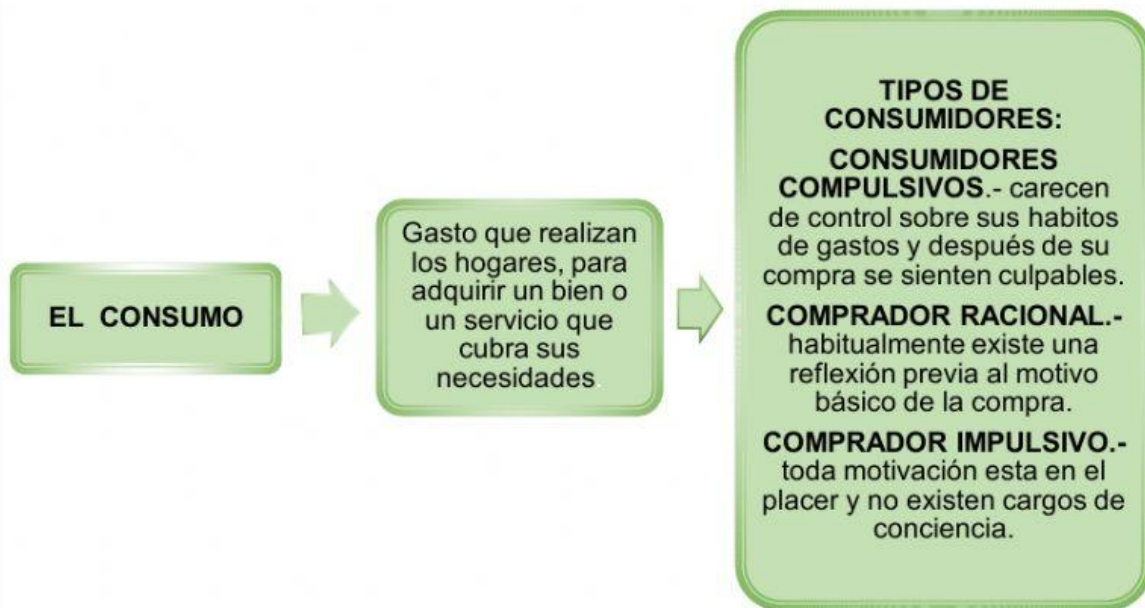 EL CONSUMO
Gasto que realizan
los hogares, para
adquirir un bien o
un servicio que
cubra sus
necesidades.
TIPOS DE
CONSUMIDORES:
CONSUMIDORES
COMPULSIVOS.- carecen
de control sobre sus habitos
de gastos y después de su
compra se sienten culpables.
COMPRADOR RACIONAL.-
habitualmente existe una
reflexión previa al motivo
básico de la compra.
COMPRADOR IMPULSIVO.-
toda motivación esta en el
placer y no existen cargos de
conciencia.